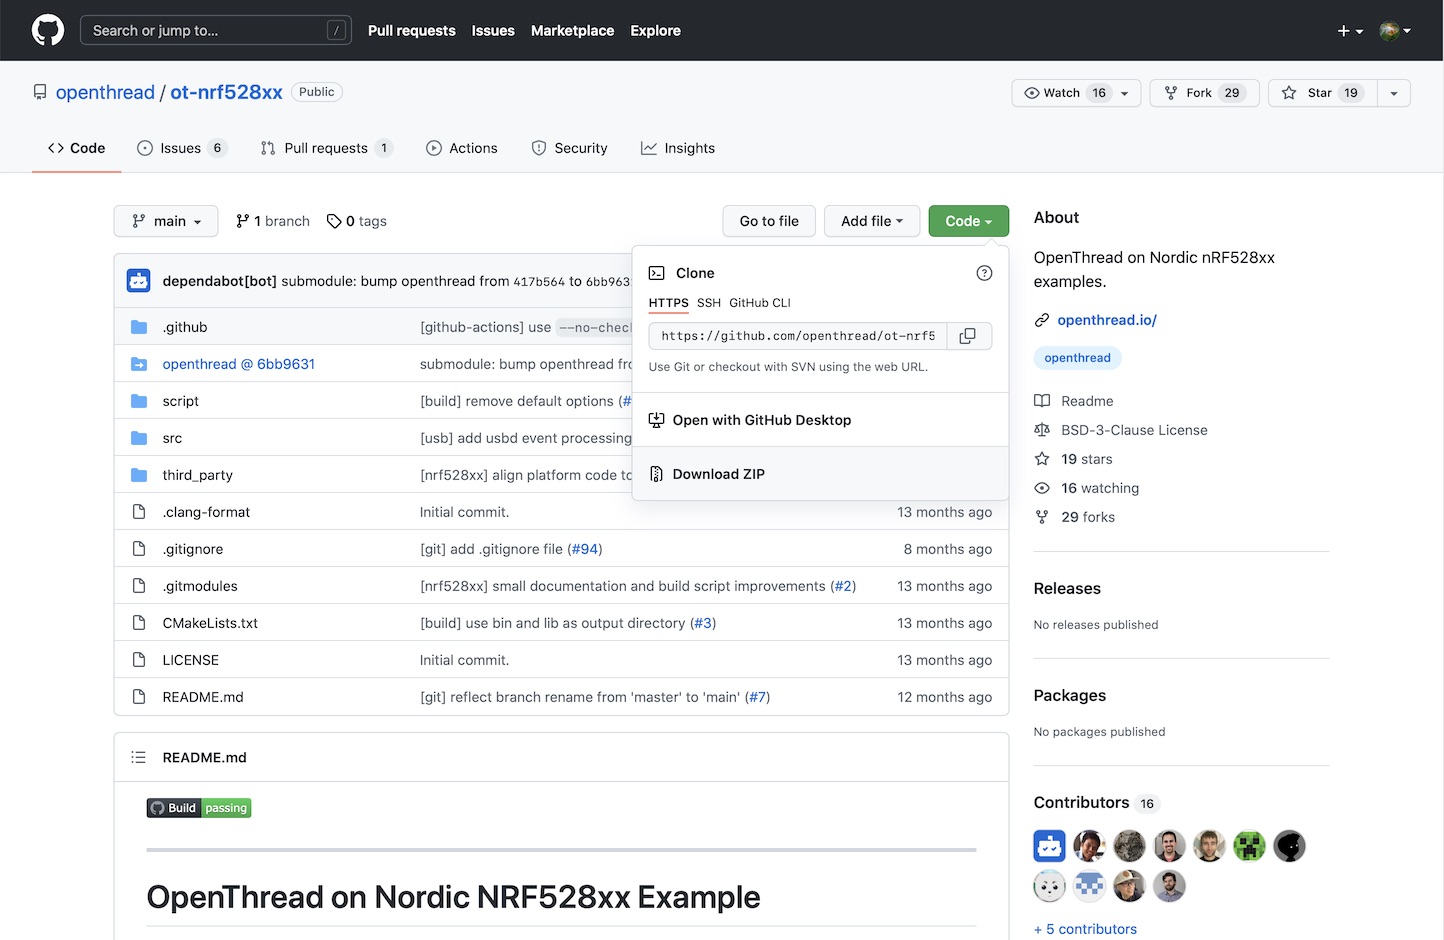 Search or jump to... /
Pull requests Issues Marketplace Explore
openthread / ot-nrf528xx Public
Watch 16 Fork 29 Star 19
Code Issues 6 Pull requests 1 Actions Security Insights
main 1 branch 0 tags Go to file Add file Code
dependabot[bot] submodule: bump openthread from 417b564 to 6bb963
.github [github-actions] use --no-chec
openthread @ 6bb9631 submodule: bump openthread fro
script [build] remove default options (#
src [usb] add usbd event processing
third_party [nrf528xx] align platform code to
.clang-format Initial commit. 13 months ago
.gitignore [git] add .gitignore file (#94) 8 months ago
.gitmodules [nrf528xx] small documentation and build script improvements (#2) 13 months ago
CMakeLists.txt [build] use bin and lib as output directory (#3) 13 months ago
LICENSE Initial commit. 13 months ago
README.md [git] reflect branch rename from 'master' to 'main' (#7) 12 months ago
Clone ?
HTTPS SSH GitHub CLI
https://github.com/openthread/ot-nrf5
Use Git or checkout with SVN using the web URL.
Open with GitHub Desktop
Download ZIP
README.md
Build passing
OpenThread on Nordic NRF528xx Example
About
OpenThread on Nordic nRF528xx
examples.
openthread.io/
openthread
Readme
BSD-3-Clause License
19 stars
16 watching
29 forks
Releases
No releases published
Packages
No packages published
Contributors 16
+ 5 contributors